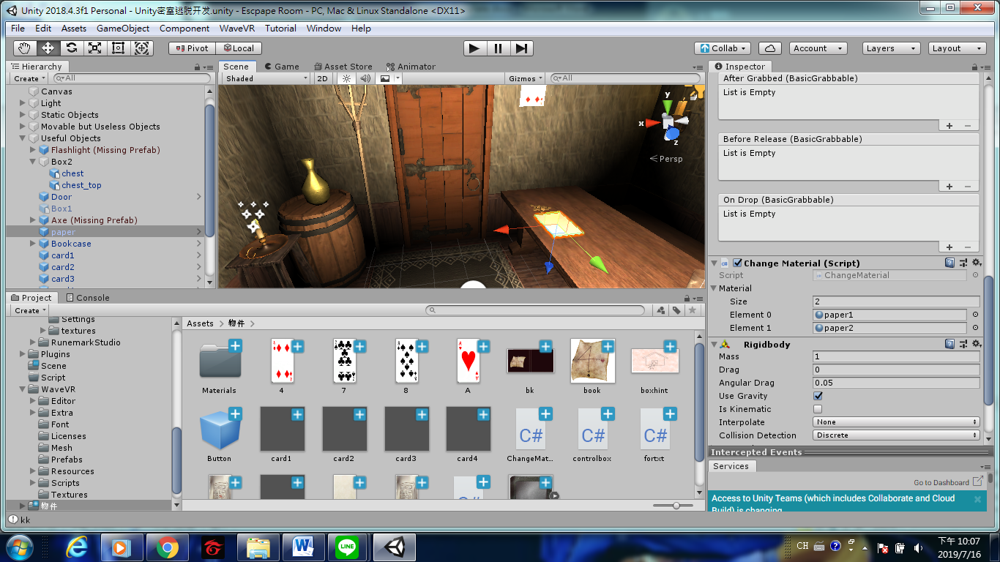 Unity 2018.4.3f1 Personal - Unity密室逃脱开发.unity - Escpape Room - PC, Mac & Linux Standalone <DX11>
File Edit Assets GameObject Component WaveVR Tutorial Window Help
Pivot Local Collab Account Layers Layout
Hierarchy
Create All
Canvas
Light
Static Objects
Movable but Useless Objects
Useful Objects
Flashlight (Missing Prefab)
Box2
chest
chest_top
Door
Box1
Axe (Missing Prefab)
paper
Bookcase
card1
card2
card3
Scene Game Asset Store Animator
Shaded 2D Gizmos All
y
x
z
Persp
Inspector
After Grabbed (BasicGrabbable)
List is Empty
Before Release (BasicGrabbable)
List is Empty
On Drop (BasicGrabbable)
List is Empty
Change Material (Script)
Script ChangeMaterial
Material
Size 2
Element 0 paper1
Element 1 paper2
Rigidbody
Mass 1
Drag 0
Angular Drag 0.05
Use Gravity
Is Kinematic
Interpolate None
Collision Detection Discrete
Intercepted Events
Services
Go to Dashboard
Access to Unity Teams (which includes Collaborate and Cloud
Build) is changing
Project Console
Create
Settings
textures
RunemarkStudio
Plugins
Scene
Script
WaveVR
Editor
Extra
Font
Licenses
Mesh
Prefabs
Resources
Scripts
Textures
物件
Assets 物件
Materials 4 7 8 A bk book boxhint
C# C# C#
Button card1 card2 card3 card4 ChangeMat... controlbox fortxt
kk
W LINE
CH
下午 10:07
2019/7/16